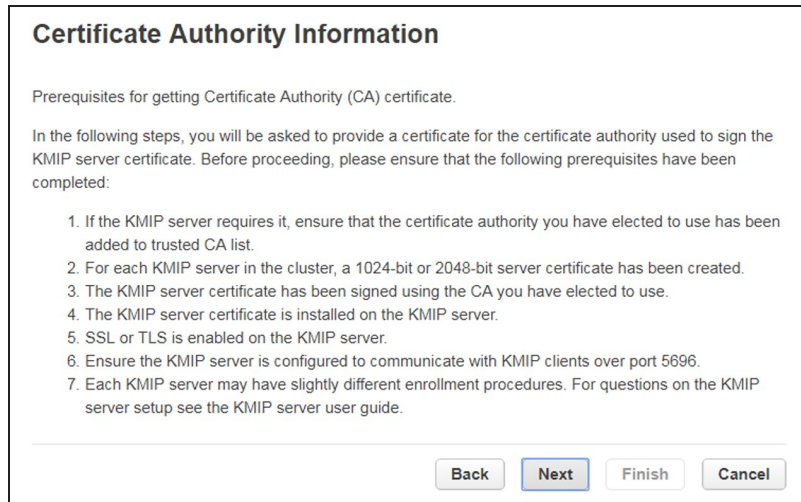 Certificate Authority Information
Prerequisites for getting Certificate Authority (CA) certificate.
In the following steps, you will be asked to provide a certificate for the certificate authority used to sign the
KMIP server certificate. Before proceeding, please ensure that the following prerequisites have been
completed:
1. If the KMIP server requires it, ensure that the certificate authority you have elected to use has been
added to trusted CA list.
2. For each KMIP server in the cluster, a 1024-bit or 2048-bit server certificate has been created.
3. The KMIP server certificate has been signed using the CA you have elected to use.
4. The KMIP server certificate is installed on the KMIP server.
5. SSL or TLS is enabled on the KMIP server.
6. Ensure the KMIP server is configured to communicate with KMIP clients over port 5696.
7. Each KMIP server may have slightly different enrollment procedures. For questions on the KMIP
server setup see the KMIP server user guide.
Back Next Finish Cancel